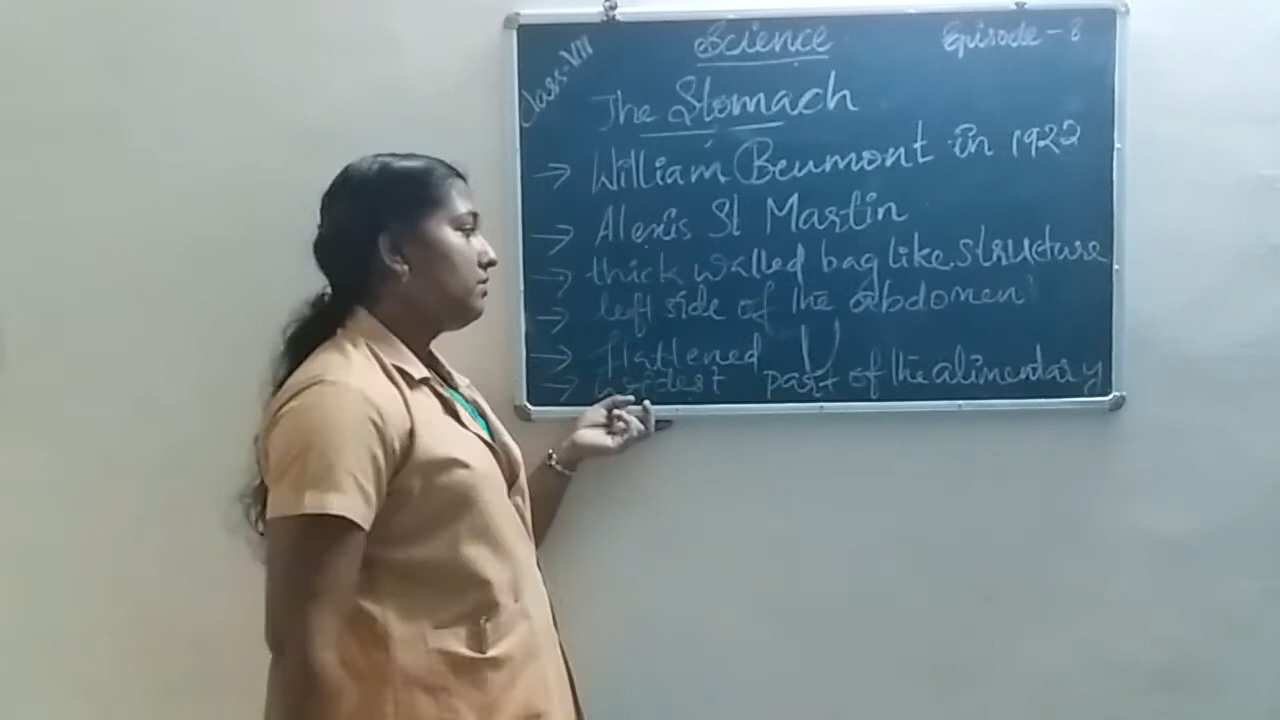 Science
Episode - 8
Class-VII
The Stomach
→ William Beumont in 1922
→ Alexis St Martin
→ thick walled bag like structure
→ left side of the abdomen
→ flattened U
→ widest part of the alimentary